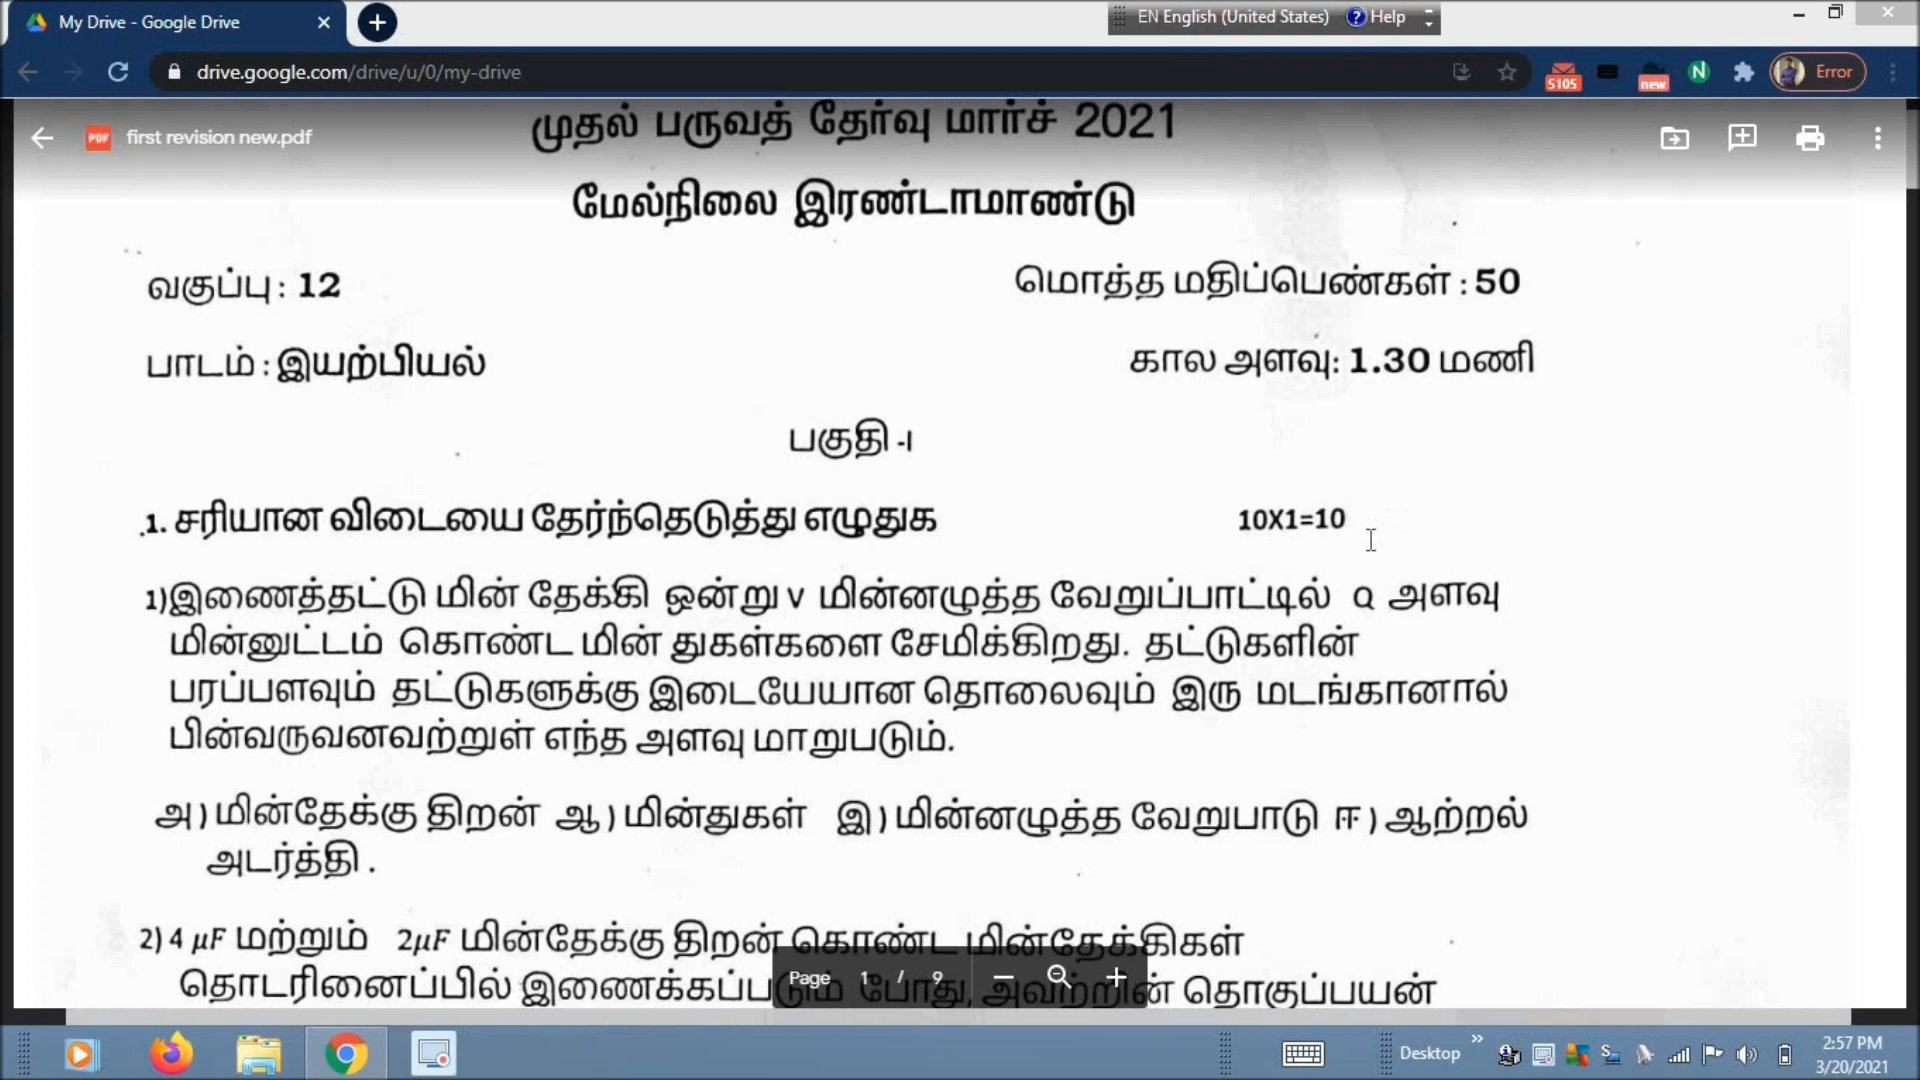 My Drive - Google Drive
EN English (United States) Help
drive.google.com/drive/u/0/my-drive
5105
new
N
Error
PDF first revision new.pdf
முதல் பருவத் தேர்வு மார்ச் 2021
மேல்நிலை இரண்டாமாண்டு
வகுப்பு : 12 மொத்த மதிப்பெண்கள் : 50
பாடம் : இயற்பியல் கால அளவு: 1.30 மணி
பகுதி -I
.1. சரியான விடையை தேர்ந்தெடுத்து எழுதுக 10X1=10
1)இணைத்தட்டு மின் தேக்கி ஒன்று V மின்னழுத்த வேறுப்பாட்டில் Q அளவு
மின்னுட்டம் கொண்ட மின் துகள்களை சேமிக்கிறது. தட்டுகளின்
பரப்பளவும் தட்டுகளுக்கு இடையேயான தொலைவும் இரு மடங்கானால்
பின்வருவனவற்றுள் எந்த அளவு மாறுபடும்.
அ) மின்தேக்கு திறன் ஆ) மின்துகள் இ) மின்னழுத்த வேறுபாடு ஈ) ஆற்றல்
அடர்த்தி .
2) 4 μF மற்றும் 2μF மின்தேக்கு திறன் கொண்ட மின்தேக்கிகள்
தொடரினைப்பில் இணைக்கப்படும் போது, அவற்றின் தொகுப்பயன்
Page 1 / 9
Desktop
2:57 PM
3/20/2021